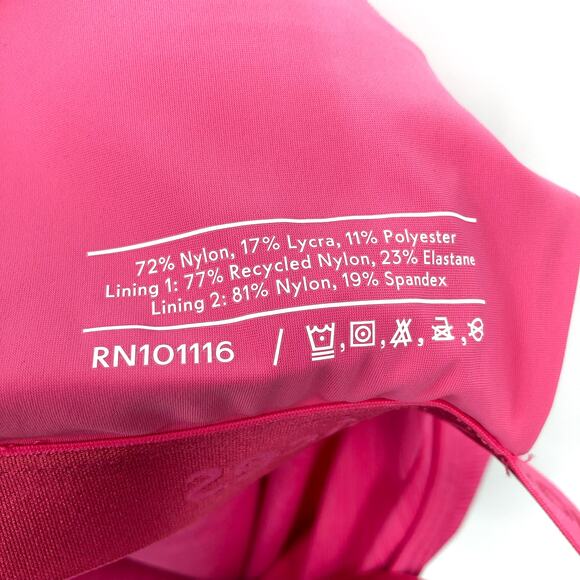 72% Nylon, 17% Lycra, 11% Polyester
Lining 1: 77% Recycled Nylon, 23% Elastane
Lining 2: 81% Nylon, 19% Spandex
RN101116 /